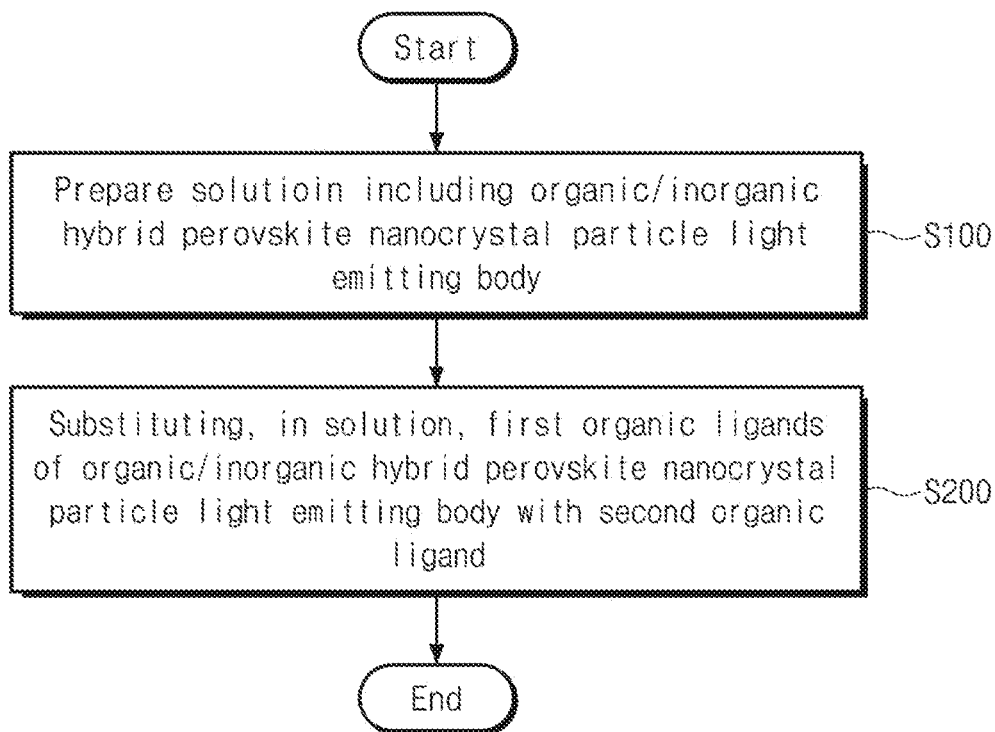 Start
Prepare solutioin including organic/inorganic
hybrid perovskite nanocrystal particle light
emitting body
S100
Substituting, in solution, first organic ligands
of organic/inorganic hybrid perovskite nanocrystal
particle light emitting body with second organic
ligand
S200
End